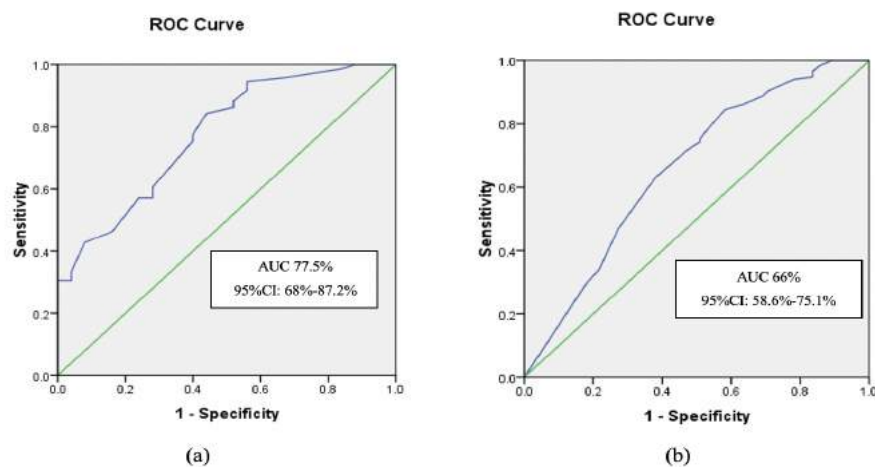 ROC Curve
1.0
0.8
0.6
0.4
0.2
0.0
Sensitivity
AUC 77.5%
95%CI: 68%-87.2%
0.0 0.2 0.4 0.6 0.8 1.0
1 - Specificity
(a)
ROC Curve
1.0
0.8
0.6
0.4
0.2
0.0
Sensitivity
AUC 66%
95%CI: 58.6%-75.1%
0.0 0.2 0.4 0.6 0.8 1.0
1 - Specificity
(b)